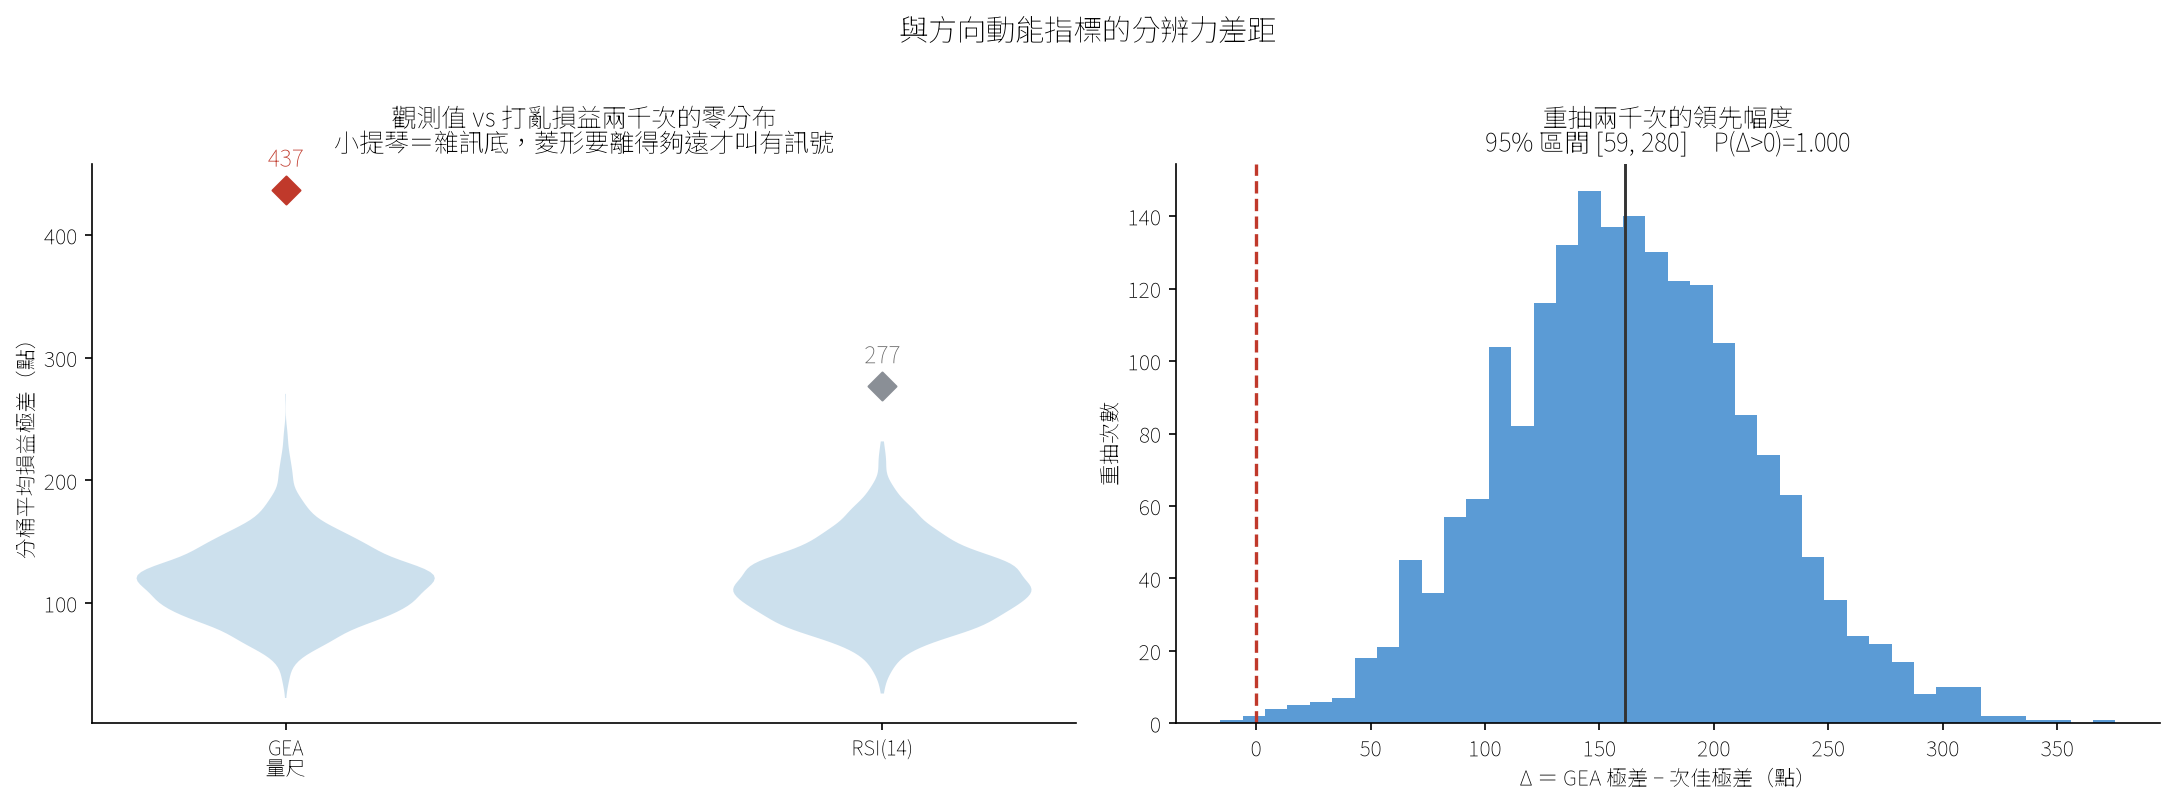 與方向動能指標的分辨力差距
觀測值 vs 打亂損益兩千次的零分布
小提琴＝雜訊底，菱形要離得夠遠才叫有訊號
437
277
400
300
200
100
分桶平均損益極差（點）
GEA
量尺
RSI(14)
重抽兩千次的領先幅度
95% 區間 [59, 280]    P(Δ>0)=1.000
140
120
100
80
60
40
20
0
重抽次數
0
50
100
150
200
250
300
350
Δ ＝ GEA 極差 − 次佳極差（點）